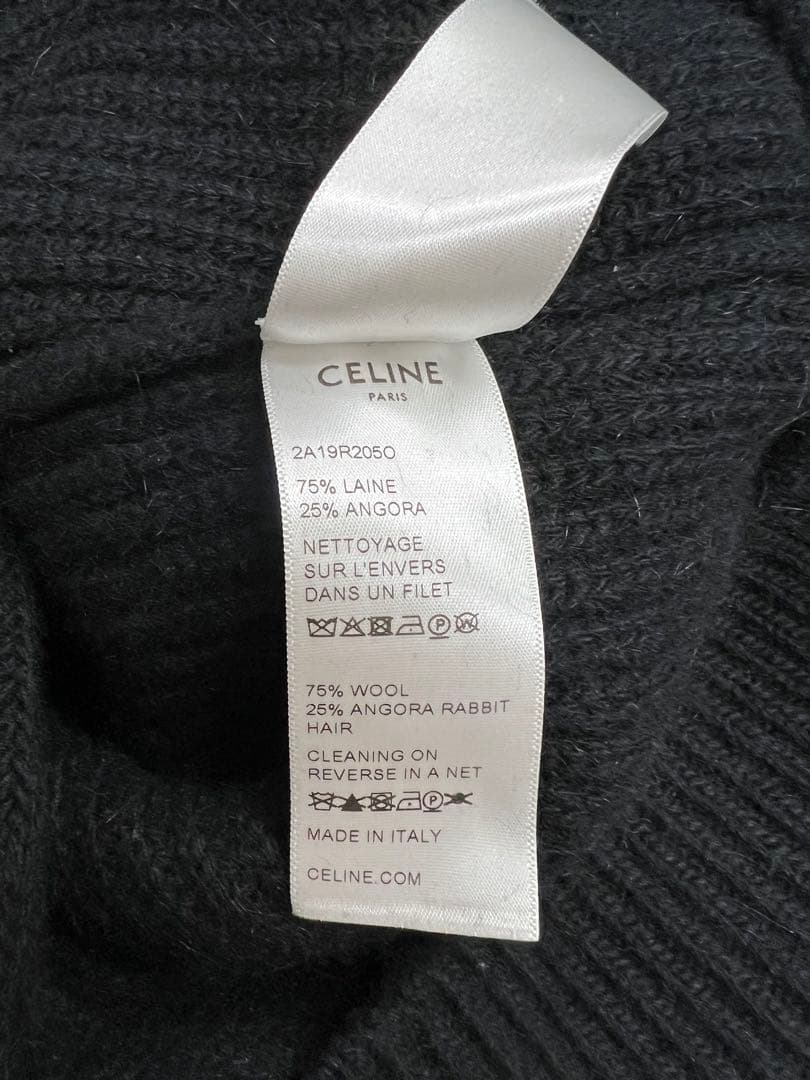 CELINE
PARIS
2A19R205O
75% LAINE
25% ANGORA
NETTOYAGE
SUR L'ENVERS
DANS UN FILET
P W
75% WOOL
25% ANGORA RABBIT
HAIR
CLEANING ON
REVERSE IN A NET
P
MADE IN ITALY
CELINE.COM